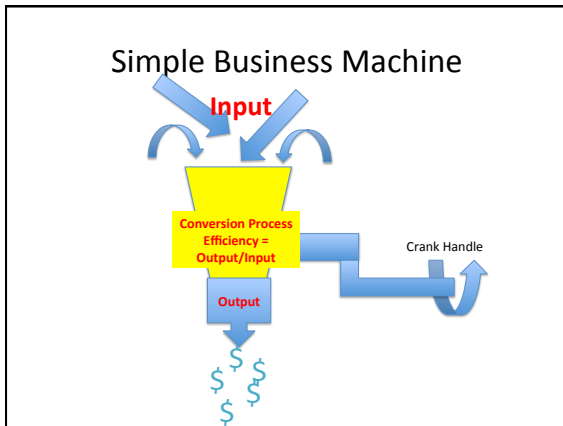 Simple Business Machine
Input
Conversion Process
Efficiency =
Output/Input
Crank Handle
Output
$
$
$
$
$